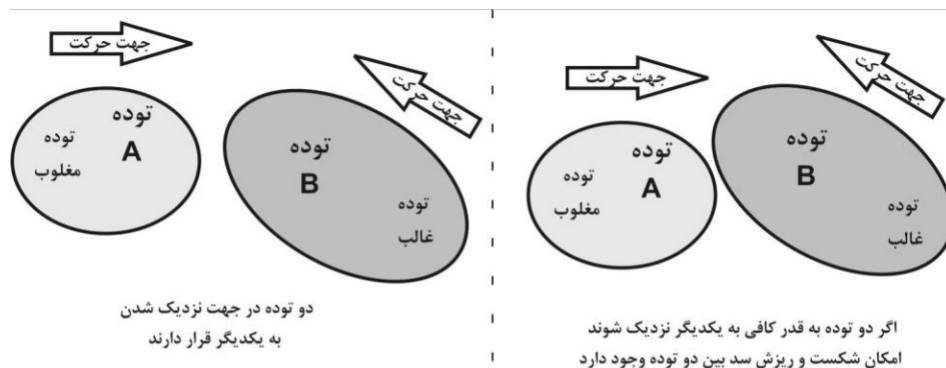 جهت حرکت
جهت حرکت
توده
A
توده
مغلوب
توده
B
توده
غالب
دو توده در جهت نزدیک شدن
به یکدیگر قرار دارند
جهت حرکت
جهت حرکت
توده
A
توده
مغلوب
توده
B
توده
غالب
اگر دو توده به قدر کافی به یکدیگر نزدیک شوند
امکان شکست و ریزش سد بین دو توده وجود دارد